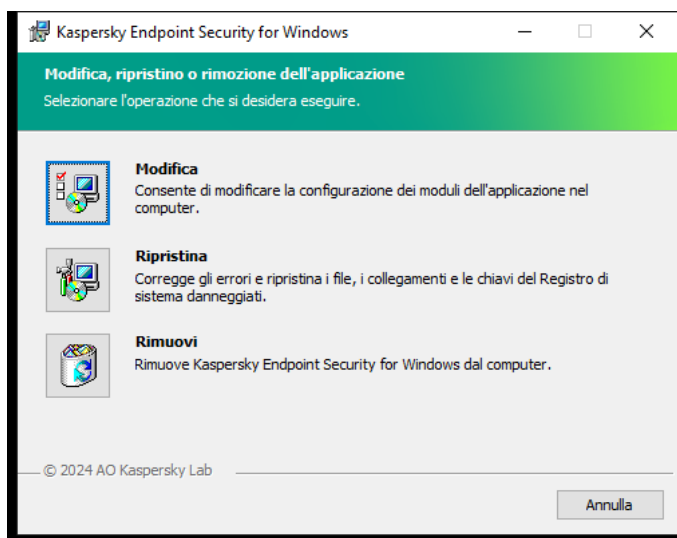 Kaspersky Endpoint Security for Windows
Modifica, ripristino o rimozione dell'applicazione
Selezionare l'operazione che si desidera eseguire.
Modifica
Consente di modificare la configurazione dei moduli dell'applicazione nel
computer.
Ripristina
Corregge gli errori e ripristina i file, i collegamenti e le chiavi del Registro di
sistema danneggiati.
Rimuovi
Rimuove Kaspersky Endpoint Security for Windows dal computer.
© 2024 AO Kaspersky Lab
Annulla